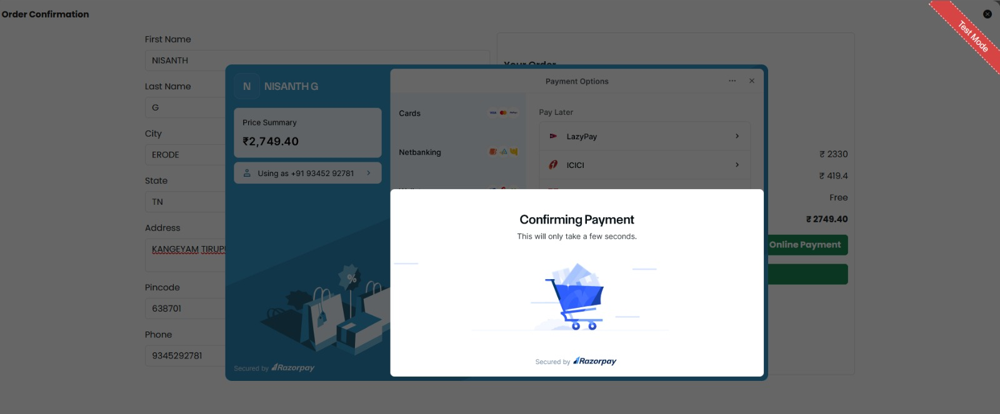 Order Confirmation
Test Mode
First Name
NISANTH
Last Name
G
City
ERODE
State
TN
Address
KANGEYAM
Pincode
638701
Phone
9345292781
Your Order
₹ 2330
₹ 419.4
Free
₹ 2749.40
Online Payment
N NISANTH G
Price Summary
₹2,749.40
Using as +91 93452 92781
%
Secured by Razorpay
Payment Options
Cards
VISA
Netbanking
Pay Later
LazyPay
ICICI
Confirming Payment
This will only take a few seconds.
Secured by Razorpay